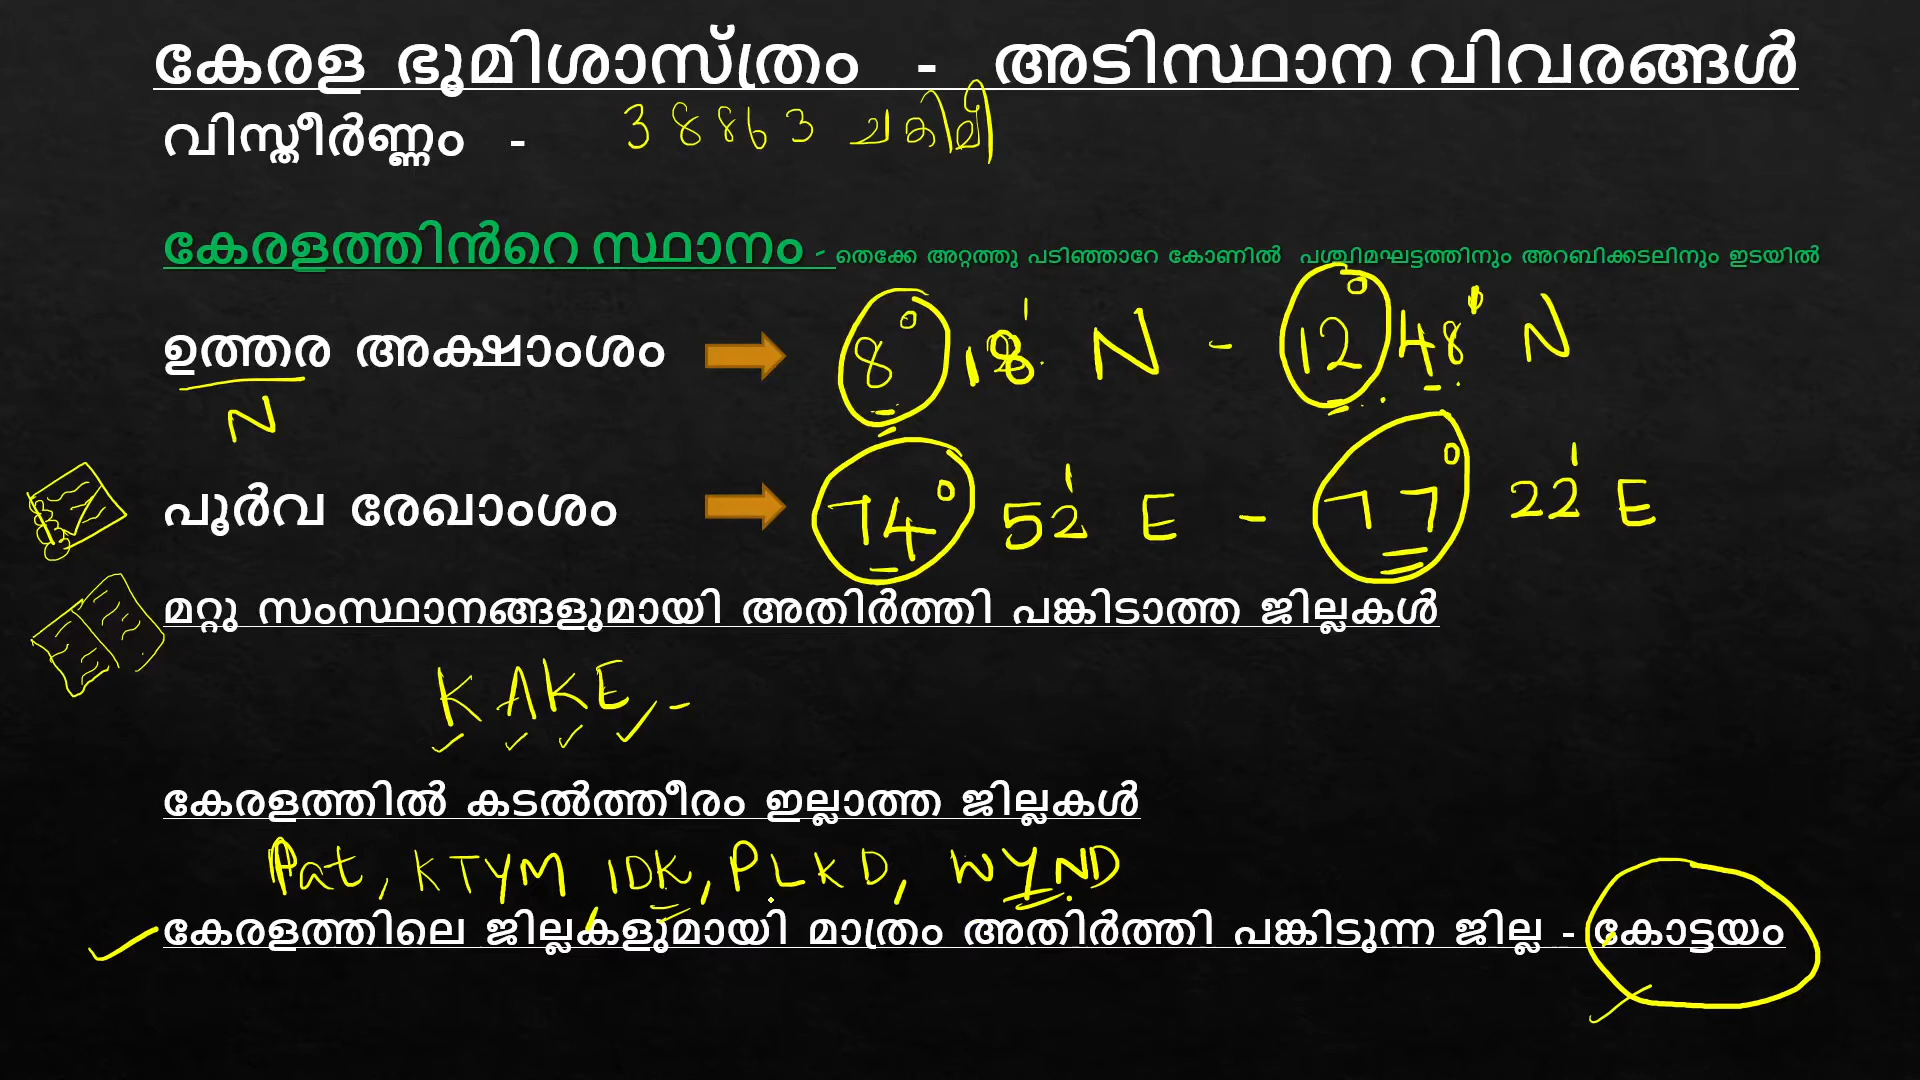 കേരള ഭൂമിശാസ്ത്രം - അടിസ്ഥാന വിവരങ്ങൾ
വിസ്തീർണ്ണം - 38863 ചകിമീ
കേരളത്തിൻറെ സ്ഥാനം - തെക്കേ അറ്റത്തു പടിഞ്ഞാറേ കോണിൽ പശ്ചിമഘട്ടത്തിനും അറബിക്കടലിനും ഇടയിൽ
ഉത്തര അക്ഷാംശം 8° 18' N - 12° 48' N
N
പൂർവ രേഖാംശം 74° 52' E - 77° 22' E
മറ്റു സംസ്ഥാനങ്ങളുമായി അതിർത്തി പങ്കിടാത്ത ജില്ലകൾ
KAKE, -
കേരളത്തിൽ കടൽത്തീരം ഇല്ലാത്ത ജില്ലകൾ
Pat, KTYM, IDK, PLKD, WYND
കേരളത്തിലെ ജില്ലകളുമായി മാത്രം അതിർത്തി പങ്കിടുന്ന ജില്ല - കോട്ടയം